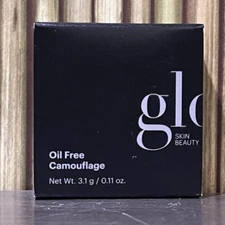 glo
SKIN
BEAUTY
Oil Free
Camouflage
Net Wt. 3.1 g / 0.11 oz.